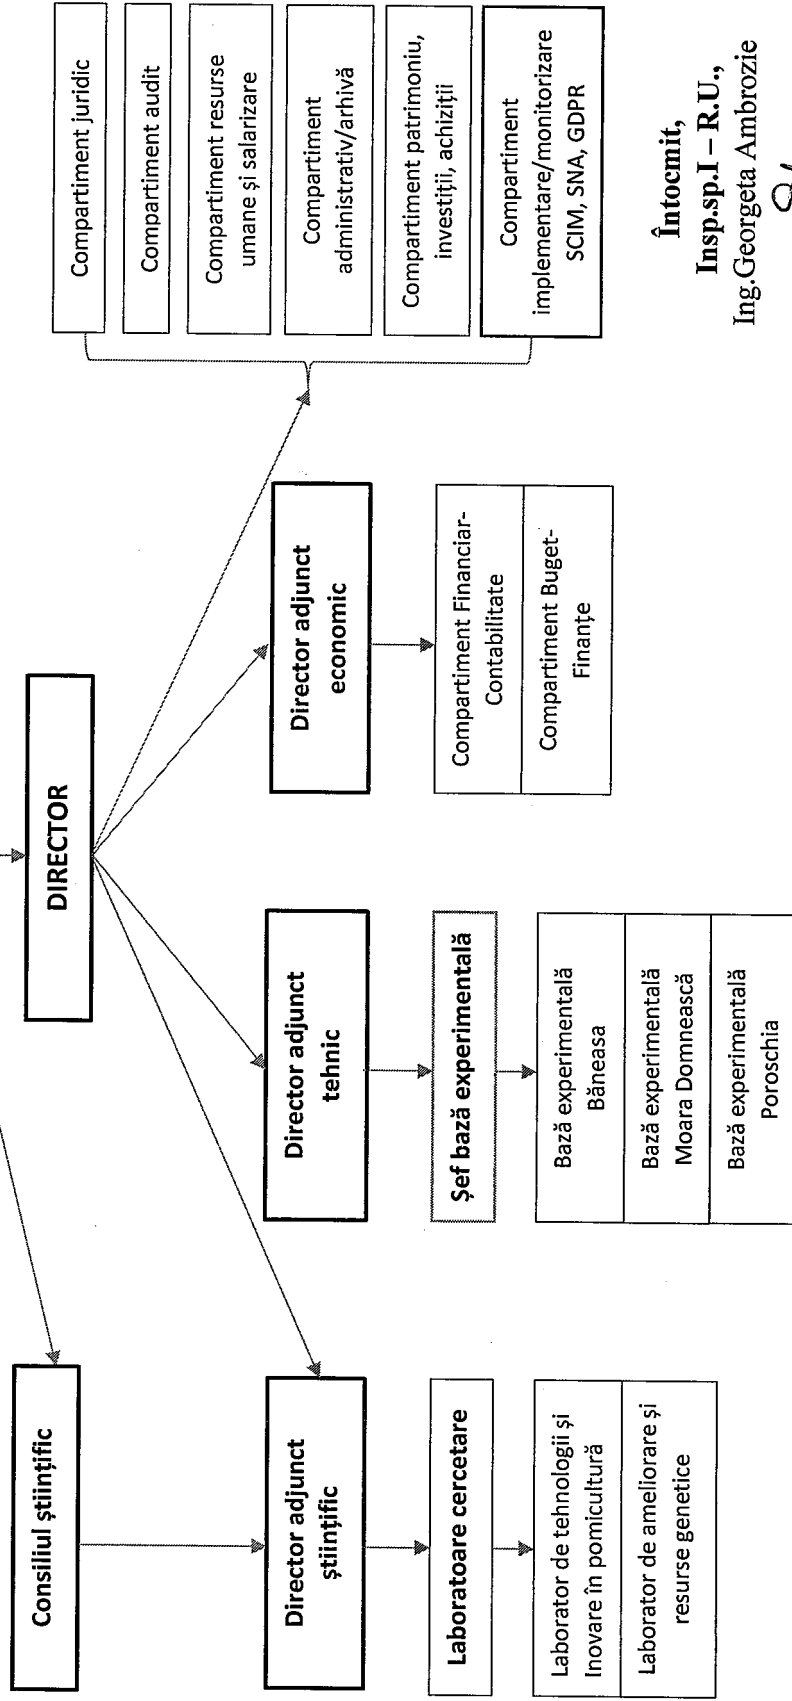 DIRECTOR
Consiliul științific
Director adjunct
științific
Director adjunct
tehnic
Director adjunct
economic
Compartiment juridic
Compartiment audit
Compartiment resurse
umane și salarizare
Compartiment
administrativ/arhivă
Compartiment patrimoniu,
investiții, achiziții
Compartiment
implementare/monitorizare
SCIM, SNA, GDPR
Laboratoare cercetare
Laborator de tehnologii și
Inovare în pomicultură
Laborator de ameliorare și
resurse genetice
Șef bază experimentală
Bază experimentală
Băneasa
Bază experimentală
Moara Domnească
Bază experimentală
Poroschia
Compartiment Financiar-
Contabilitate
Compartiment Buget-
Finanțe
Întocmit,
Insp.sp.I – R.U.,
Ing.Georgeta Ambrozie